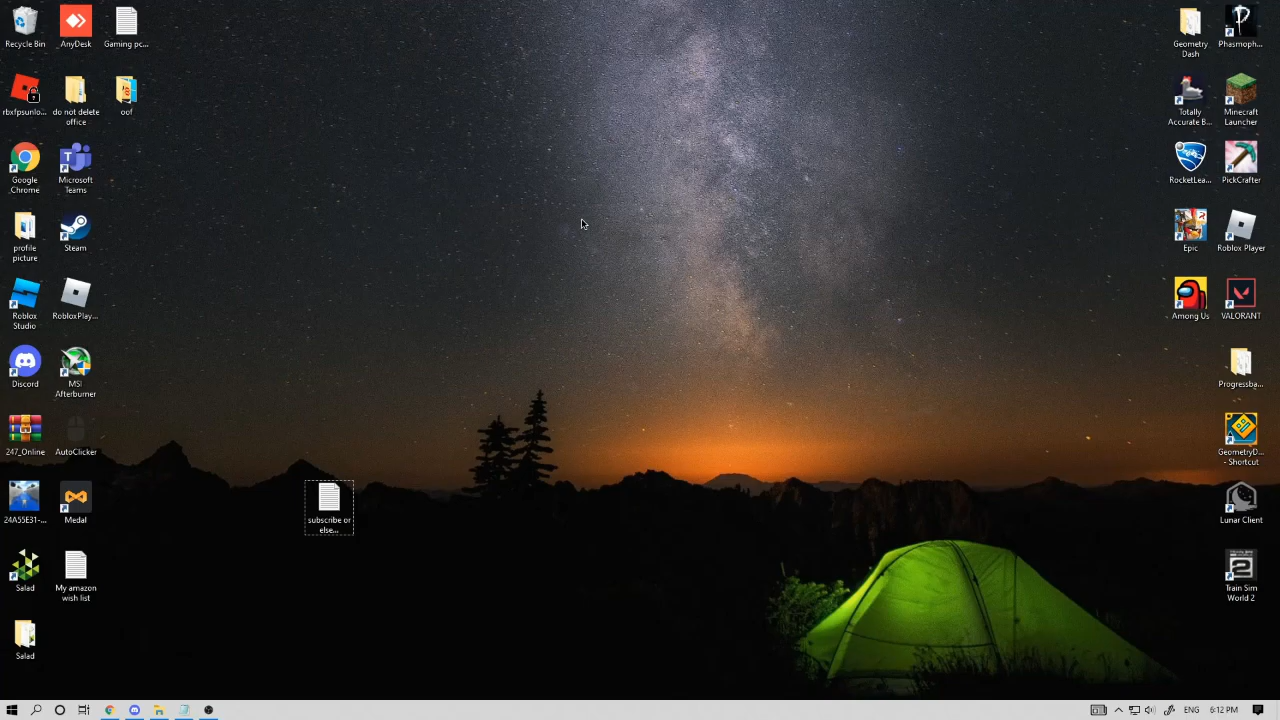 Recycle Bin
AnyDesk
Gaming pc...
rbxfpsunlo...
do not delete
office
oof
Google
Chrome
Microsoft
Teams
profile
picture
Steam
Roblox
Studio
RobloxPlay...
Discord
MSI
Afterburner
247_Online
AutoClicker
24A55E31-...
Medal
Salad
My amazon
wish list
Salad
subscribe or
else...
Geometry
Dash
Phasmoph...
Totally
Accurate B...
Minecraft
Launcher
RocketLea...
PickCrafter
Epic
Roblox Player
Among Us
VALORANT
Progressba...
GeometryD...
- Shortcut
Lunar Client
Train Sim
World 2
ENG
6:12 PM